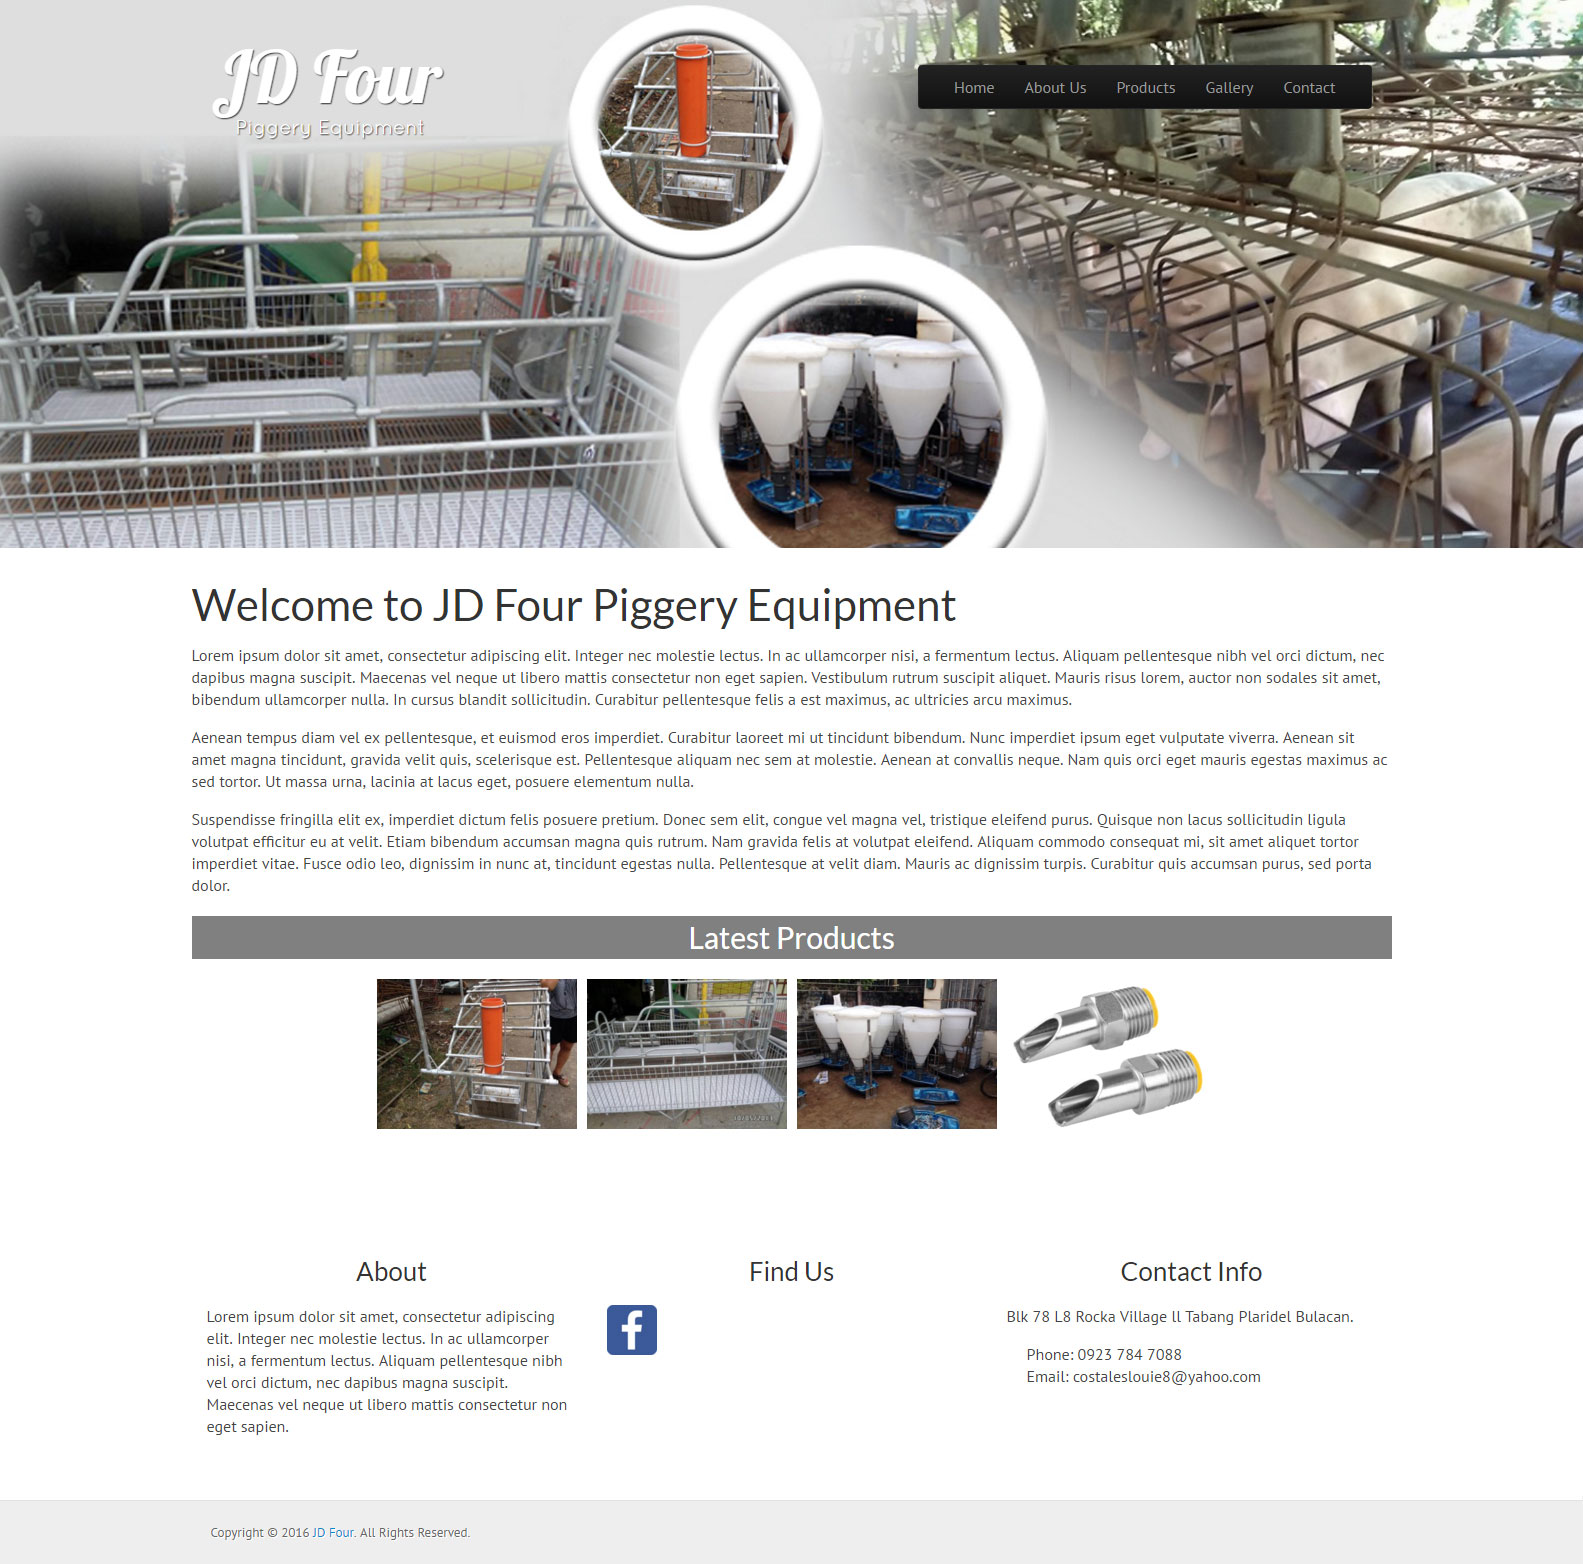 JD Four
Piggery Equipment
Home About Us Products Gallery Contact
Welcome to JD Four Piggery Equipment
Lorem ipsum dolor sit amet, consectetur adipiscing elit. Integer nec molestie lectus. In ac ullamcorper nisi, a fermentum lectus. Aliquam pellentesque nibh vel orci dictum, nec
dapibus magna suscipit. Maecenas vel neque ut libero mattis consectetur non eget sapien. Vestibulum rutrum suscipit aliquet. Mauris risus lorem, auctor non sodales sit amet,
bibendum ullamcorper nulla. In cursus blandit sollicitudin. Curabitur pellentesque felis a est maximus, ac ultricies arcu maximus.
Aenean tempus diam vel ex pellentesque, et euismod eros imperdiet. Curabitur laoreet mi ut tincidunt bibendum. Nunc imperdiet ipsum eget vulputate viverra. Aenean sit
amet magna tincidunt, gravida velit quis, scelerisque est. Pellentesque aliquam nec sem at molestie. Aenean at convallis neque. Nam quis orci eget mauris egestas maximus ac
sed tortor. Ut massa urna, lacinia at lacus eget, posuere elementum nulla.
Suspendisse fringilla elit ex, imperdiet dictum felis posuere pretium. Donec sem elit, congue vel magna vel, tristique eleifend purus. Quisque non lacus sollicitudin ligula
volutpat efficitur eu at velit. Etiam bibendum accumsan magna quis rutrum. Nam gravida felis at volutpat eleifend. Aliquam commodo consequat mi, sit amet aliquet tortor
imperdiet vitae. Fusce odio leo, dignissim in nunc at, tincidunt egestas nulla. Pellentesque at velit diam. Mauris ac dignissim turpis. Curabitur quis accumsan purus, sed porta
dolor.
Latest Products
About
Lorem ipsum dolor sit amet, consectetur adipiscing
elit. Integer nec molestie lectus. In ac ullamcorper
nisi, a fermentum lectus. Aliquam pellentesque nibh
vel orci dictum, nec dapibus magna suscipit.
Maecenas vel neque ut libero mattis consectetur non
eget sapien.
Find Us
f
Contact Info
Blk 78 L8 Rocka Village ll Tabang Plaridel Bulacan.
Phone: 0923 784 7088
Email: costaleslouie8@yahoo.com
Copyright © 2016 JD Four. All Rights Reserved.